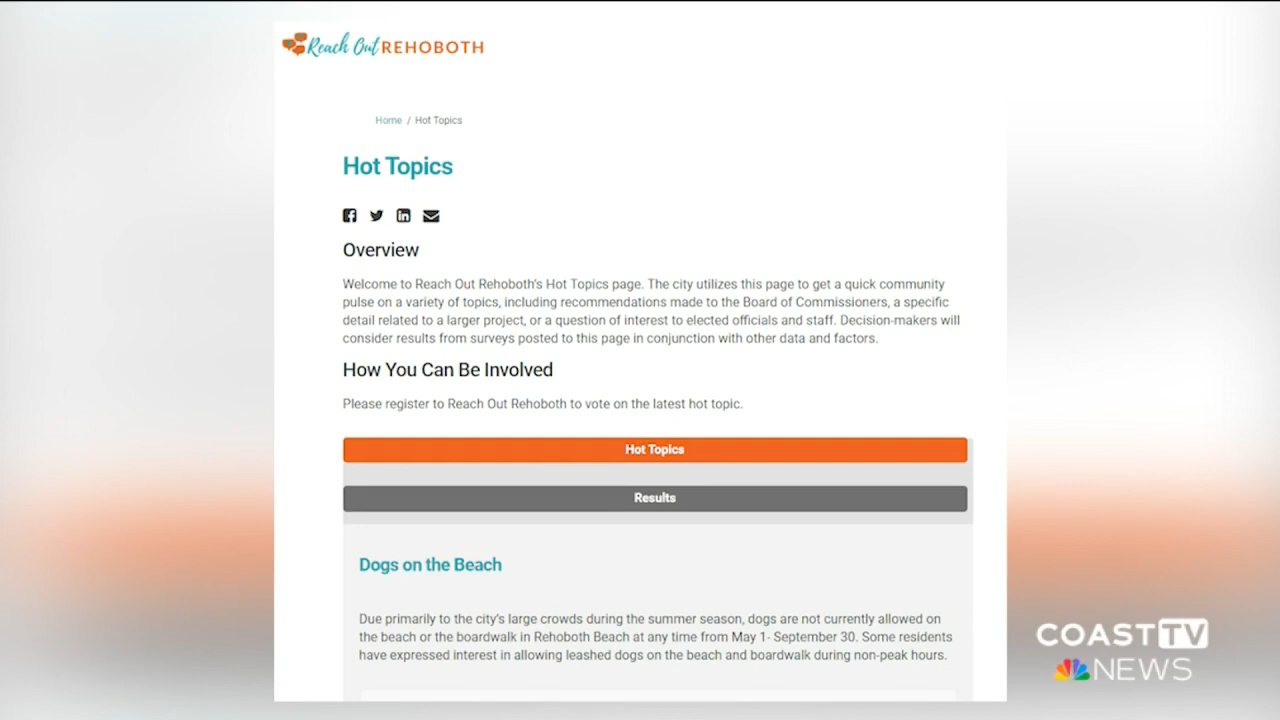 Reach Out REHOBOTH
Home / Hot Topics
Hot Topics
Overview
Welcome to Reach Out Rehoboth's Hot Topics page. The city utilizes this page to get a quick community
pulse on a variety of topics, including recommendations made to the Board of Commissioners, a specific
detail related to a larger project, or a question of interest to elected officials and staff. Decision-makers will
consider results from surveys posted to this page in conjunction with other data and factors.
How You Can Be Involved
Please register to Reach Out Rehoboth to vote on the latest hot topic.
Hot Topics
Results
Dogs on the Beach
Due primarily to the city's large crowds during the summer season, dogs are not currently allowed on
the beach or the boardwalk in Rehoboth Beach at any time from May 1- September 30. Some residents
have expressed interest in allowing leashed dogs on the beach and boardwalk during non-peak hours.
COAST TV
NEWS